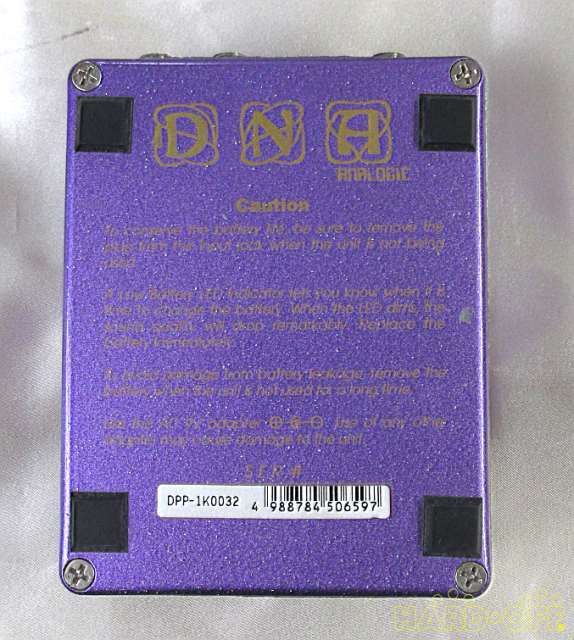 DNA
ANALOGIC
Caution
To conserve the battery life, be sure to remove the
plug from the input jack when the unit is not being
used.
A Low Battery LED Indicator lets you know when it is
time to change the battery. When the LED dims, the
sound quality will drop remarkably. Replace the
battery immediately.
To avoid damage from battery leakage, remove the
battery when the unit is not used for a long time.
Use the AC 9V adapter. Use of any other
adapter may cause damage to the unit.
SER #
DPP-1K0032 4 988784 506597
HARD OFF